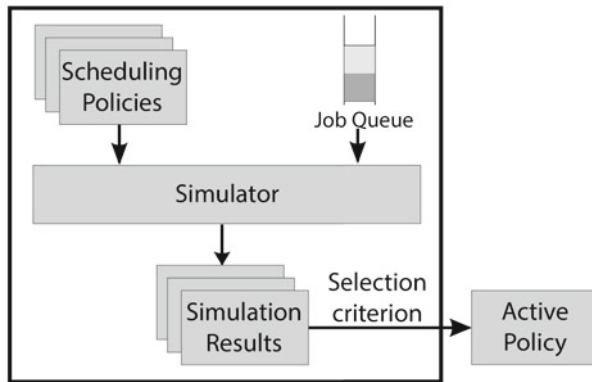 Scheduling
Policies
Job Queue
Simulator
Simulation
Results
Selection
criterion
Active
Policy